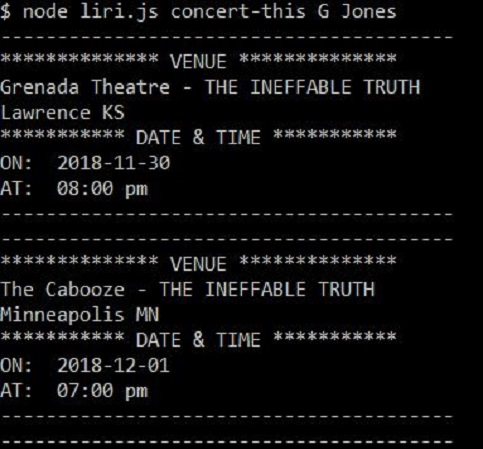 $ node liri.js concert-this G Jones
-----------------------------------------
************** VENUE **************
Grenada Theatre - THE INEFFABLE TRUTH
Lawrence KS
*********** DATE & TIME ***********
ON:  2018-11-30
AT:  08:00 pm
-----------------------------------------
-----------------------------------------
************** VENUE **************
The Cabooze - THE INEFFABLE TRUTH
Minneapolis MN
*********** DATE & TIME ***********
ON:  2018-12-01
AT:  07:00 pm
-----------------------------------------
-----------------------------------------